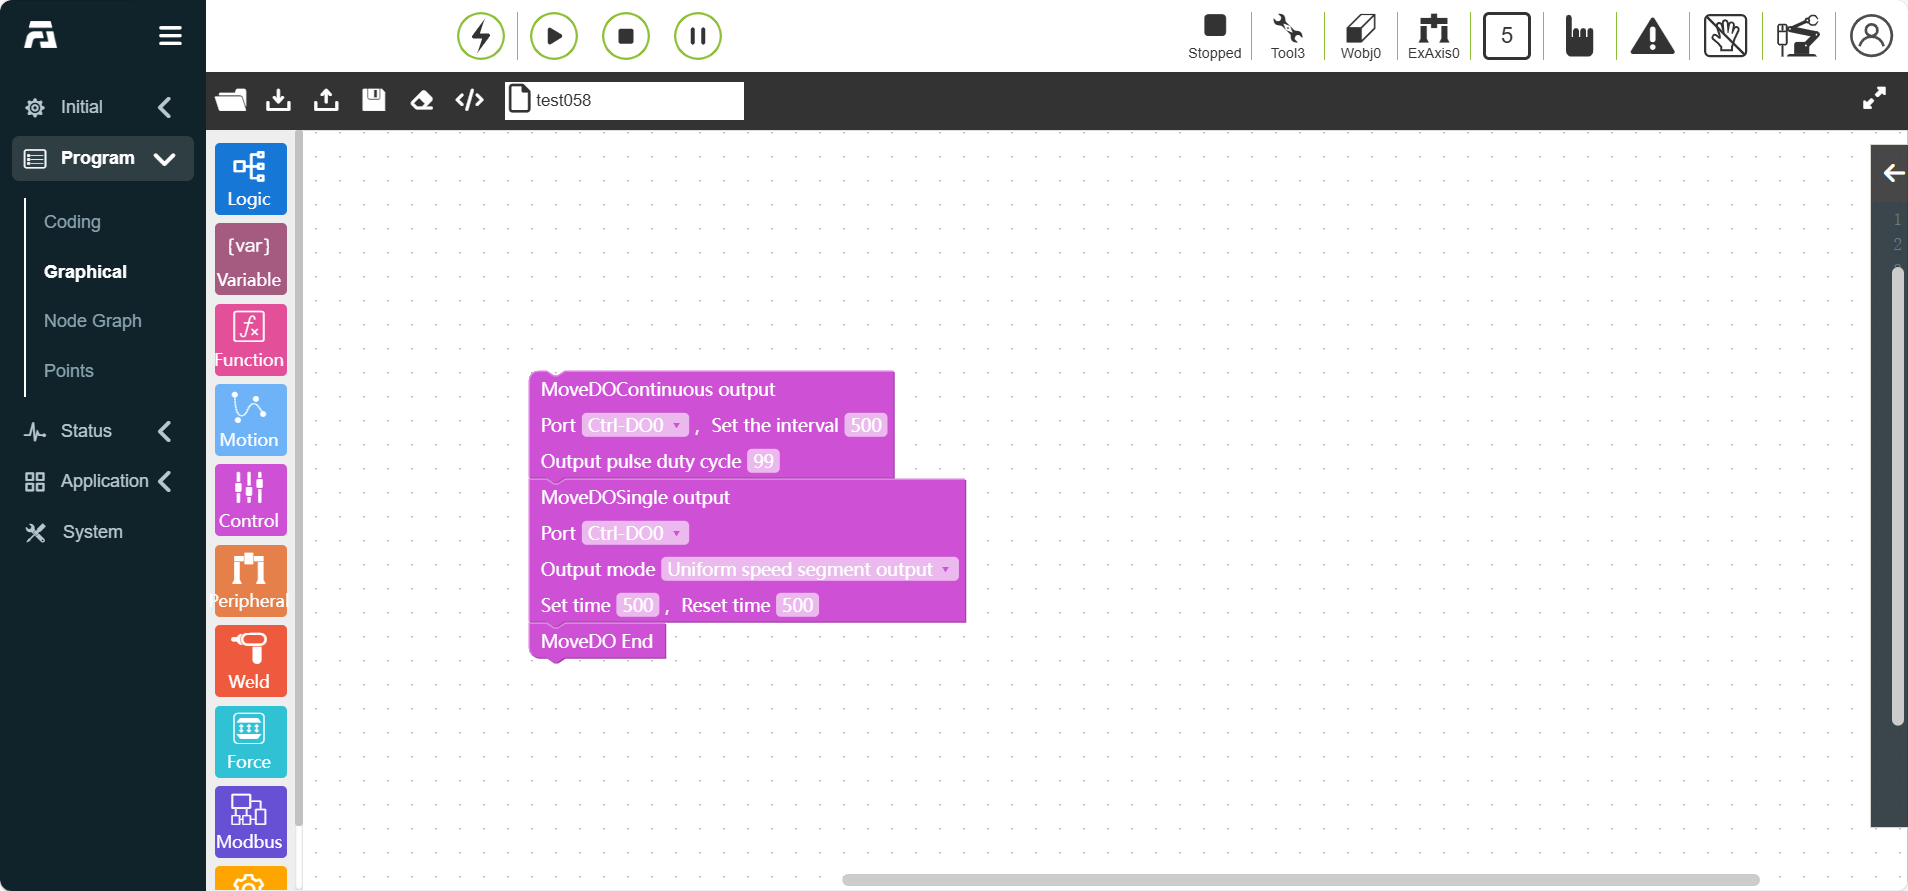 Stopped
Tool3
Wobj0
ExAxis0
5
test058
Initial
Program
Coding
Graphical
Node Graph
Points
Status
Application
System
Logic
{var}
Variable
Function
Motion
Control
Peripheral
Weld
Force
Modbus
MoveDOContinuous output
Port Ctrl-DO0 , Set the interval 500
Output pulse duty cycle 99
MoveDOSingle output
Port Ctrl-DO0
Output mode Uniform speed segment output
Set time 500 , Reset time 500
MoveDO End
1
2